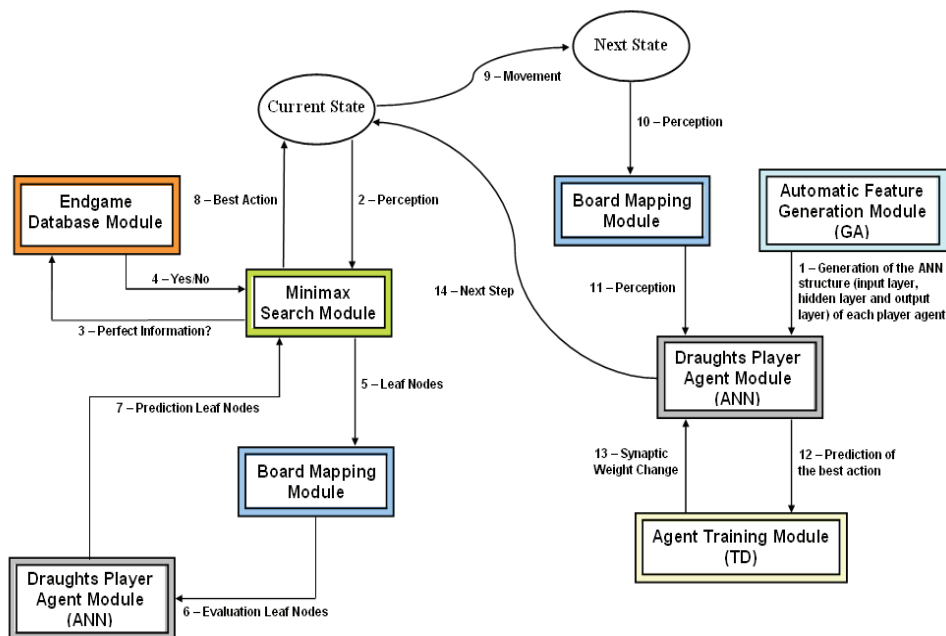 Next State
9 – Movement
Current State
10 – Perception
Endgame
Database Module
8 – Best Action
2 – Perception
Board Mapping
Module
Automatic Feature
Generation Module
(GA)
4 – Yes/No
Minimax
Search Module
3 – Perfect Information?
14 – Next Step
11 – Perception
1 – Generation of the ANN
structure (input layer,
hidden layer and output
layer) of each player agent
5 – Leaf Nodes
Draughts Player
Agent Module
(ANN)
7 – Prediction Leaf Nodes
Board Mapping
Module
13 – Synaptic
Weight Change
12 – Prediction of
the best action
Agent Training Module
(TD)
Draughts Player
Agent Module
(ANN)
6 – Evaluation Leaf Nodes